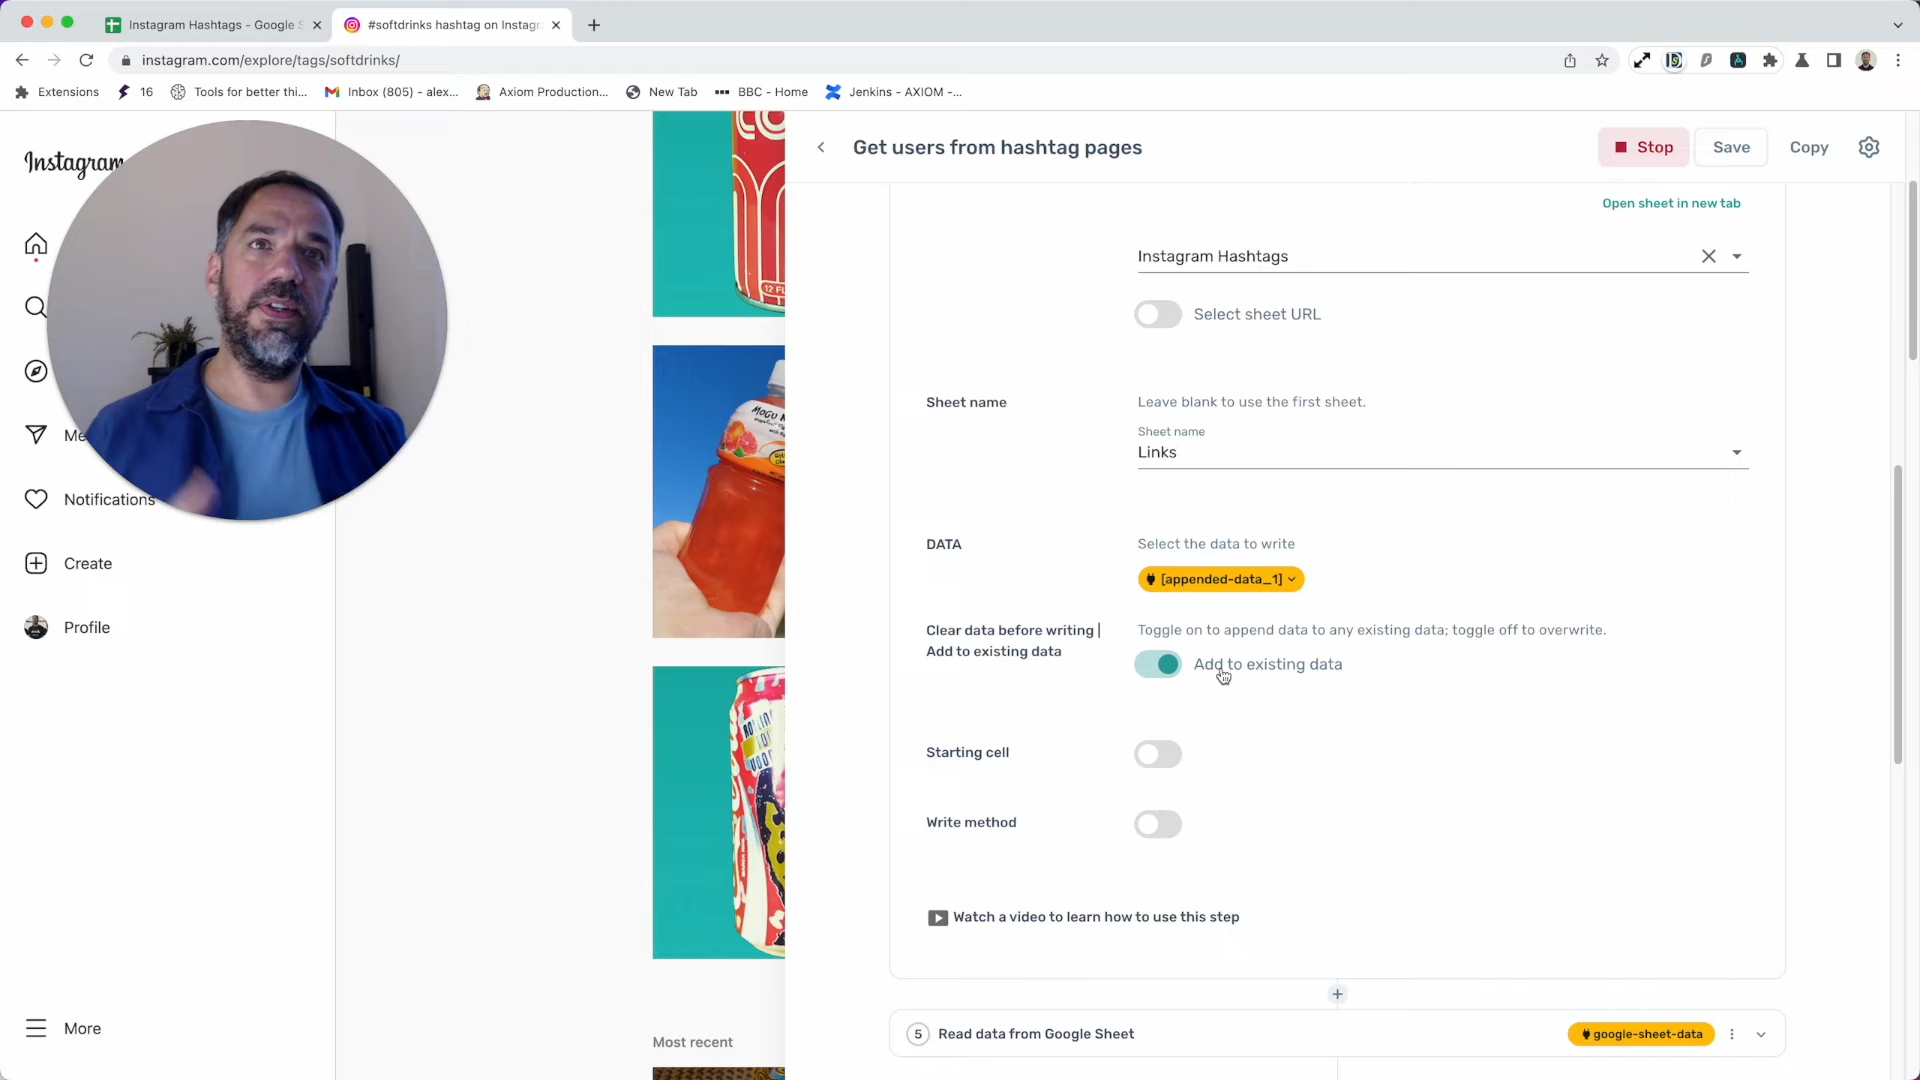 Instagram Hashtags - Google S
#softdrinks hashtag on Instagr
instagram.com/explore/tags/softdrinks/
Extensions
16
Tools for better thi...
Inbox (805) - alex...
Axiom Production...
New Tab
BBC - Home
Jenkins - AXIOM -...
Instagram
Me
Notifications
Create
Profile
More
CO
12 FL
MOGU
Most recent
Get users from hashtag pages
Stop
Save
Copy
Open sheet in new tab
Instagram Hashtags
Select sheet URL
Sheet name
Leave blank to use the first sheet.
Sheet name
Links
DATA
Select the data to write
[appended-data_1]
Clear data before writing |
Add to existing data
Toggle on to append data to any existing data; toggle off to overwrite.
Add to existing data
Starting cell
Write method
Watch a video to learn how to use this step
5 Read data from Google Sheet
google-sheet-data